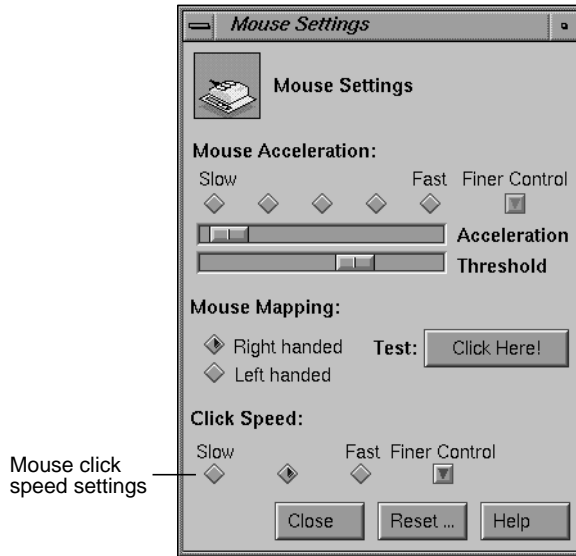 Mouse Settings
Mouse Settings
Mouse Acceleration:
Slow Fast Finer Control
Acceleration
Threshold
Mouse Mapping:
Right handed Test: Click Here!
Left handed
Click Speed:
Slow Fast Finer Control
Mouse click
speed settings
Close Reset ... Help